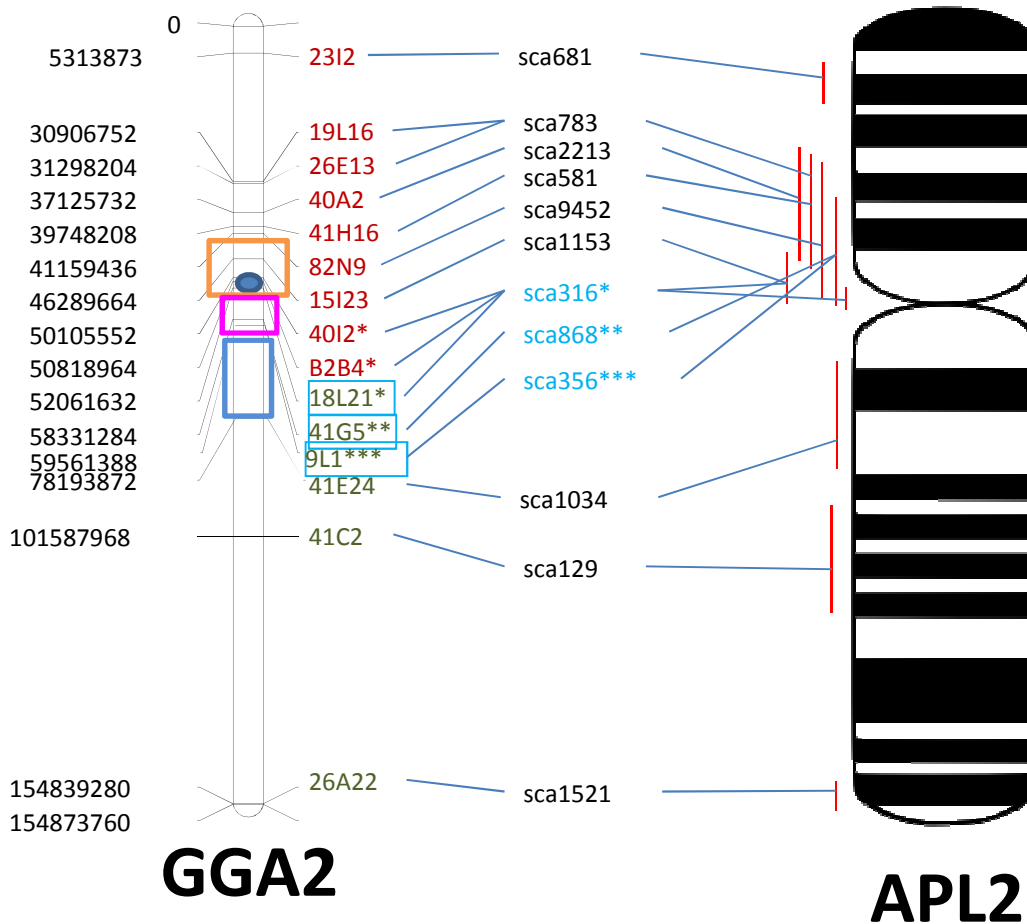 0
5313873 23I2 sca681
30906752 19L16 sca783
31298204 26E13 sca2213
37125732 40A2 sca581
39748208 41H16 sca9452
41159436 82N9 sca1153
46289664 15I23 sca316*
50105552 40I2* sca868**
50818964 B2B4* sca356***
52061632 18L21*
58331284 41G5**
59561388 9L1***
78193872 41E24 sca1034
101587968 41C2 sca129
154839280 26A22 sca1521
154873760
GGA2 APL2